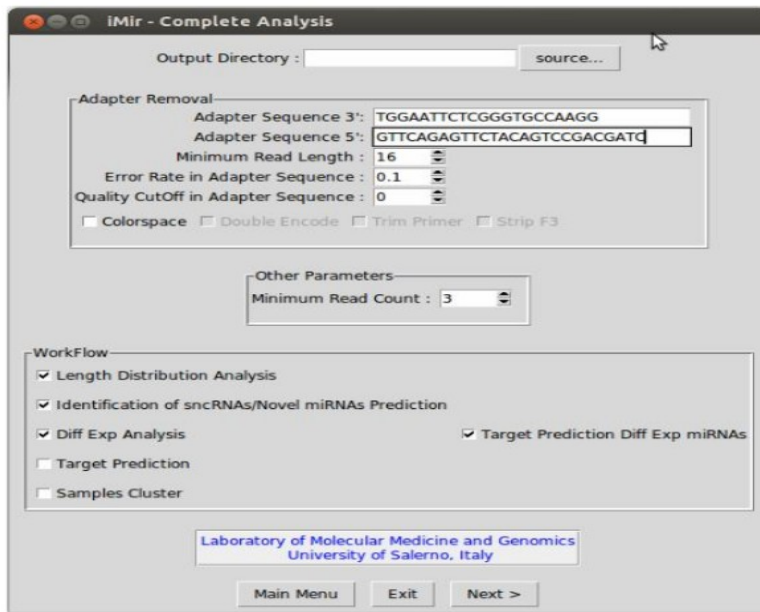 iMir - Complete Analysis
Output Directory : source...
Adapter Removal
Adapter Sequence 3': TGGAATTCTCGGGTGCCAAGG
Adapter Sequence 5': GTTCAGAGTTCTACAGTCCGACGATC
Minimum Read Length : 16
Error Rate in Adapter Sequence : 0.1
Quality CutOff in Adapter Sequence : 0
Colorspace Double Encode Trim Primer Strip F3
Other Parameters
Minimum Read Count : 3
WorkFlow
Length Distribution Analysis
Identification of sncRNAs/Novel miRNAs Prediction
Diff Exp Analysis Target Prediction Diff Exp miRNAs
Target Prediction
Samples Cluster
Laboratory of Molecular Medicine and Genomics
University of Salerno, Italy
Main Menu Exit Next >